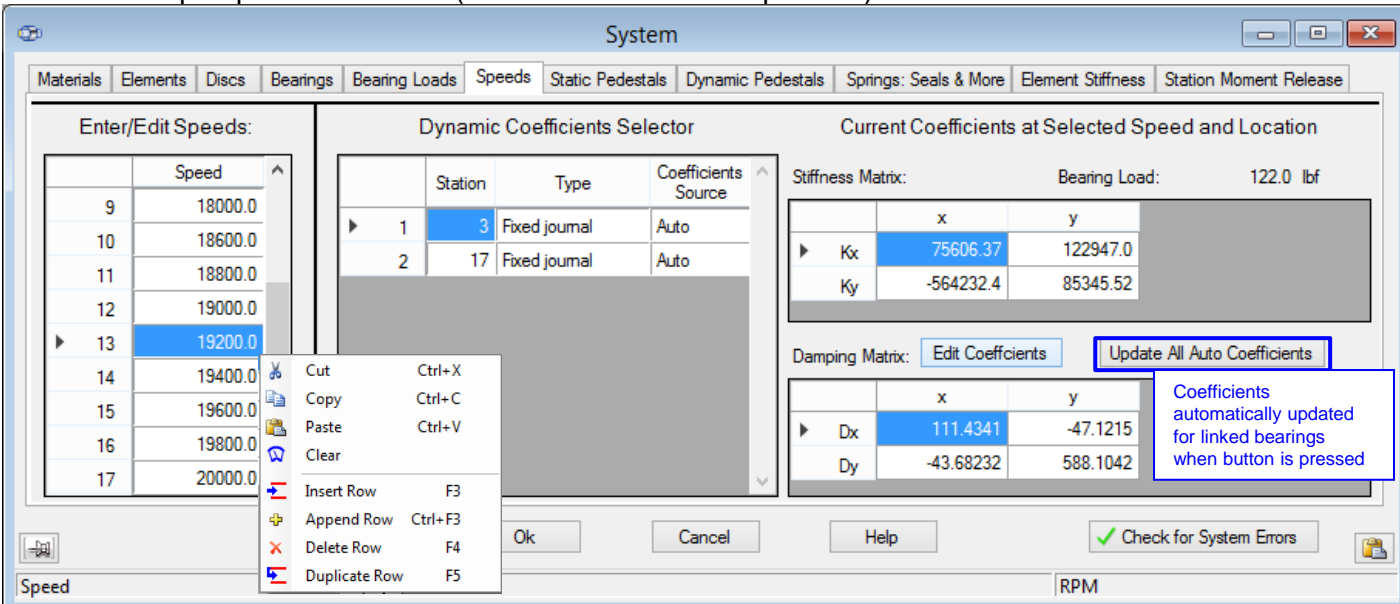 System
Materials Elements Discs Bearings Bearing Loads Speeds Static Pedestals Dynamic Pedestals Springs: Seals & More Element Stiffness Station Moment Release
Enter/Edit Speeds:
Speed
9 18000.0
10 18600.0
11 18800.0
12 19000.0
13 19200.0
14 19400.0
15 19600.0
16 19800.0
17 20000.0
Cut Ctrl+X
Copy Ctrl+C
Paste Ctrl+V
Clear
Insert Row F3
Append Row Ctrl+F3
Delete Row F4
Duplicate Row F5
Dynamic Coefficients Selector
Station Type Coefficients Source
1 3 Fixed journal Auto
2 17 Fixed journal Auto
Current Coefficients at Selected Speed and Location
Stiffness Matrix: Bearing Load: 122.0 lbf
x y
Kx 75606.37 122947.0
Ky -564232.4 85345.52
Damping Matrix: Edit Coeffcients Update All Auto Coefficients
x y
Dx 111.4341 -47.1215
Dy -43.68232 588.1042
Coefficients
automatically updated
for linked bearings
when button is pressed
Ok Cancel Help Check for System Errors
Speed RPM